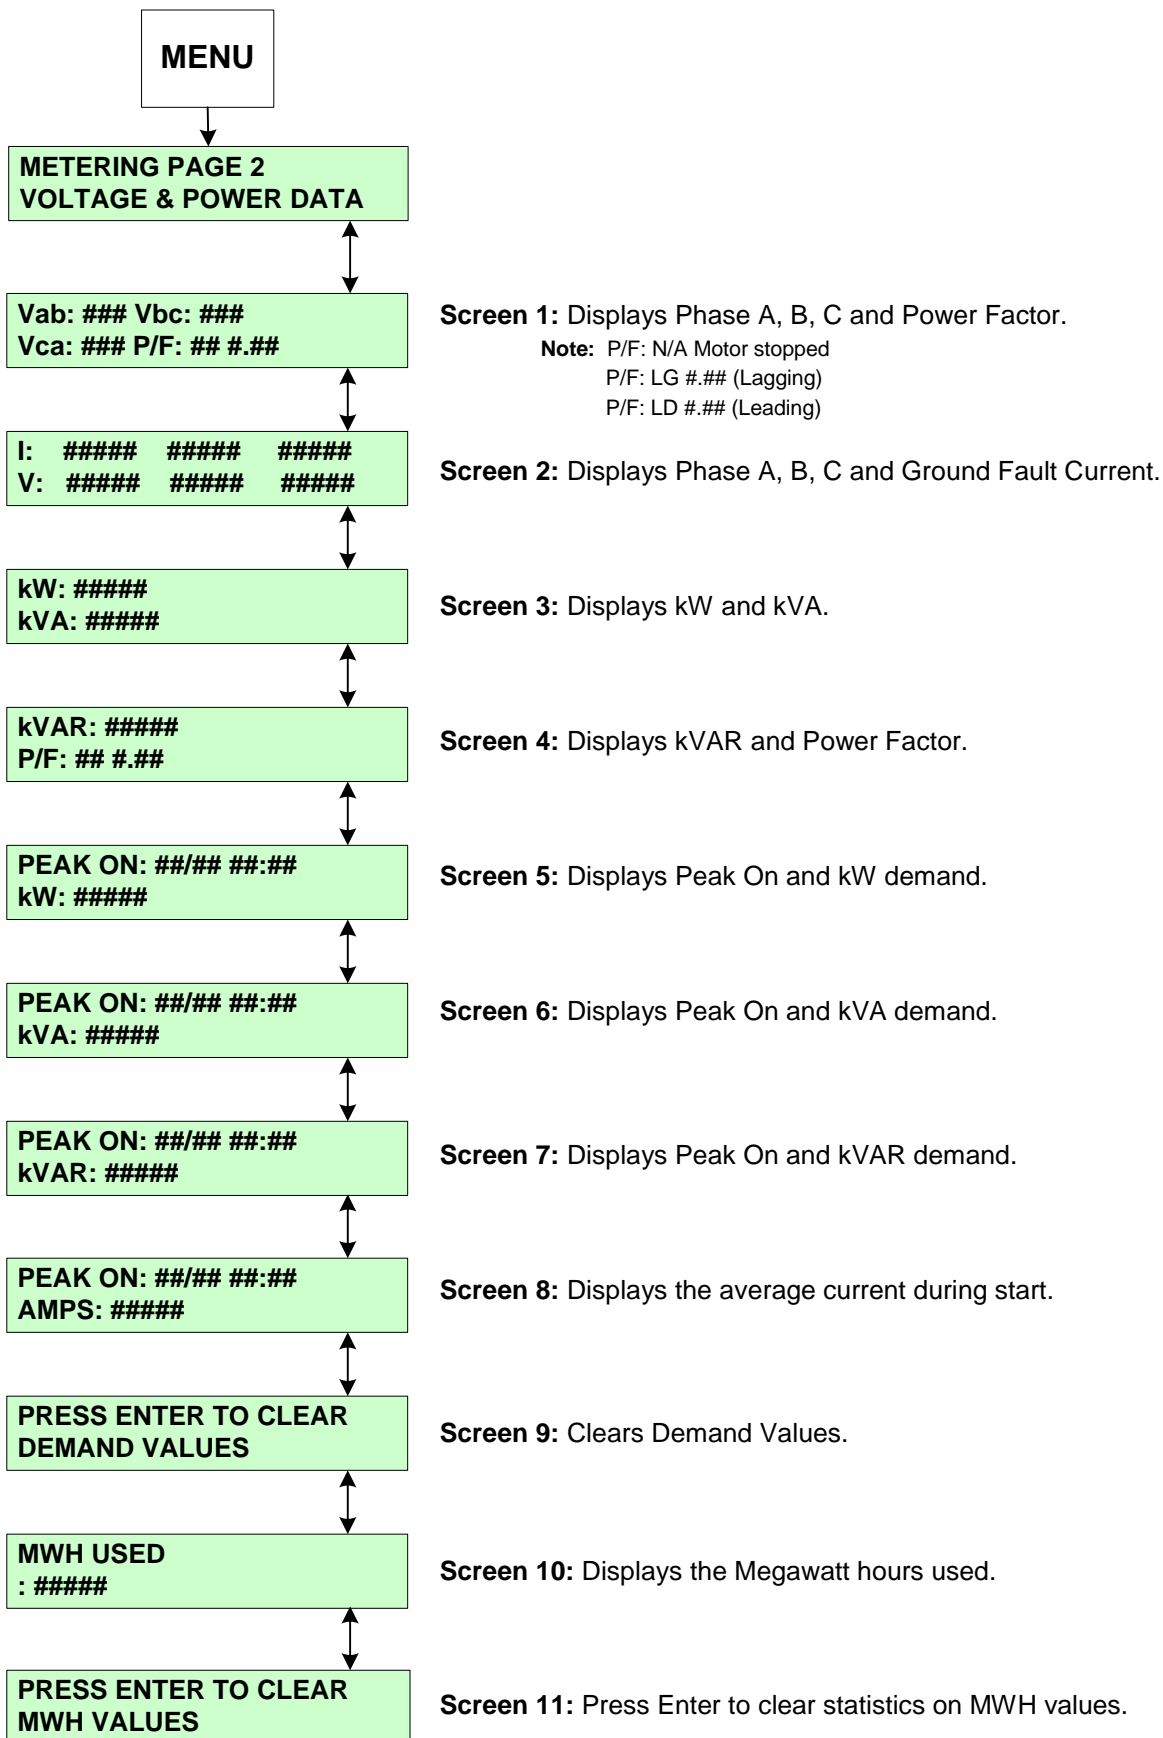 MENU
METERING PAGE 2
VOLTAGE & POWER DATA
Vab: ### Vbc: ###
Vca: ### P/F: ## #.##
Screen 1: Displays Phase A, B, C and Power Factor.
Note: P/F: N/A Motor stopped
P/F: LG #.## (Lagging)
P/F: LD #.## (Leading)
I: ##### ##### #####
V: ##### ##### #####
Screen 2: Displays Phase A, B, C and Ground Fault Current.
kW: #####
kVA: #####
Screen 3: Displays kW and kVA.
kVAR: #####
P/F: ## #.##
Screen 4: Displays kVAR and Power Factor.
PEAK ON: ##/## ##:##
kW: #####
Screen 5: Displays Peak On and kW demand.
PEAK ON: ##/## ##:##
kVA: #####
Screen 6: Displays Peak On and kVA demand.
PEAK ON: ##/## ##:##
kVAR: #####
Screen 7: Displays Peak On and kVAR demand.
PEAK ON: ##/## ##:##
AMPS: #####
Screen 8: Displays the average current during start.
PRESS ENTER TO CLEAR
DEMAND VALUES
Screen 9: Clears Demand Values.
MWH USED
: #####
Screen 10: Displays the Megawatt hours used.
PRESS ENTER TO CLEAR
MWH VALUES
Screen 11: Press Enter to clear statistics on MWH values.